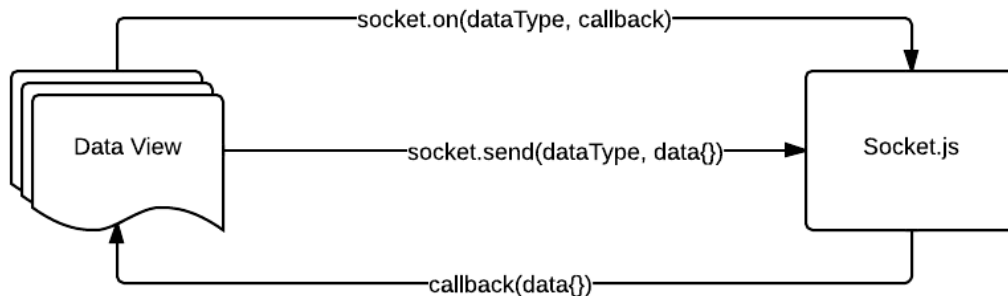 socket.on(dataType, callback)
Data View
socket.send(dataType, data{})
Socket.js
callback(data{})